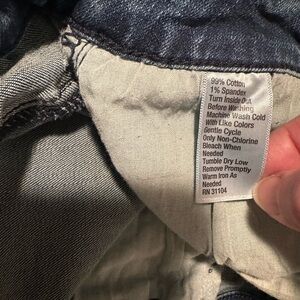 99% Cotton
1% Spandex
Turn Inside Out
Before Washing
Machine Wash Cold
With Like Colors
Gentle Cycle
Only Non-Chlorine
Bleach When
Needed
Tumble Dry Low
Remove Promptly
Warm Iron As
Needed
RN 31104